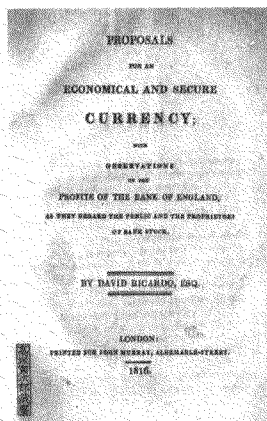 PROPOSALS
FOR AN
ECONOMICAL AND SECURE
CURRENCY;
WITH
OBSERVATIONS
ON THE
PROFITS OF THE BANK OF ENGLAND,
AS THEY REGARD THE PUBLIC AND THE PROPRIETORS
OF BANK STOCK.
BY DAVID RICARDO, ESQ.
LONDON:
PRINTED FOR JOHN MURRAY, ALBEMARLE-STREET.
1816.